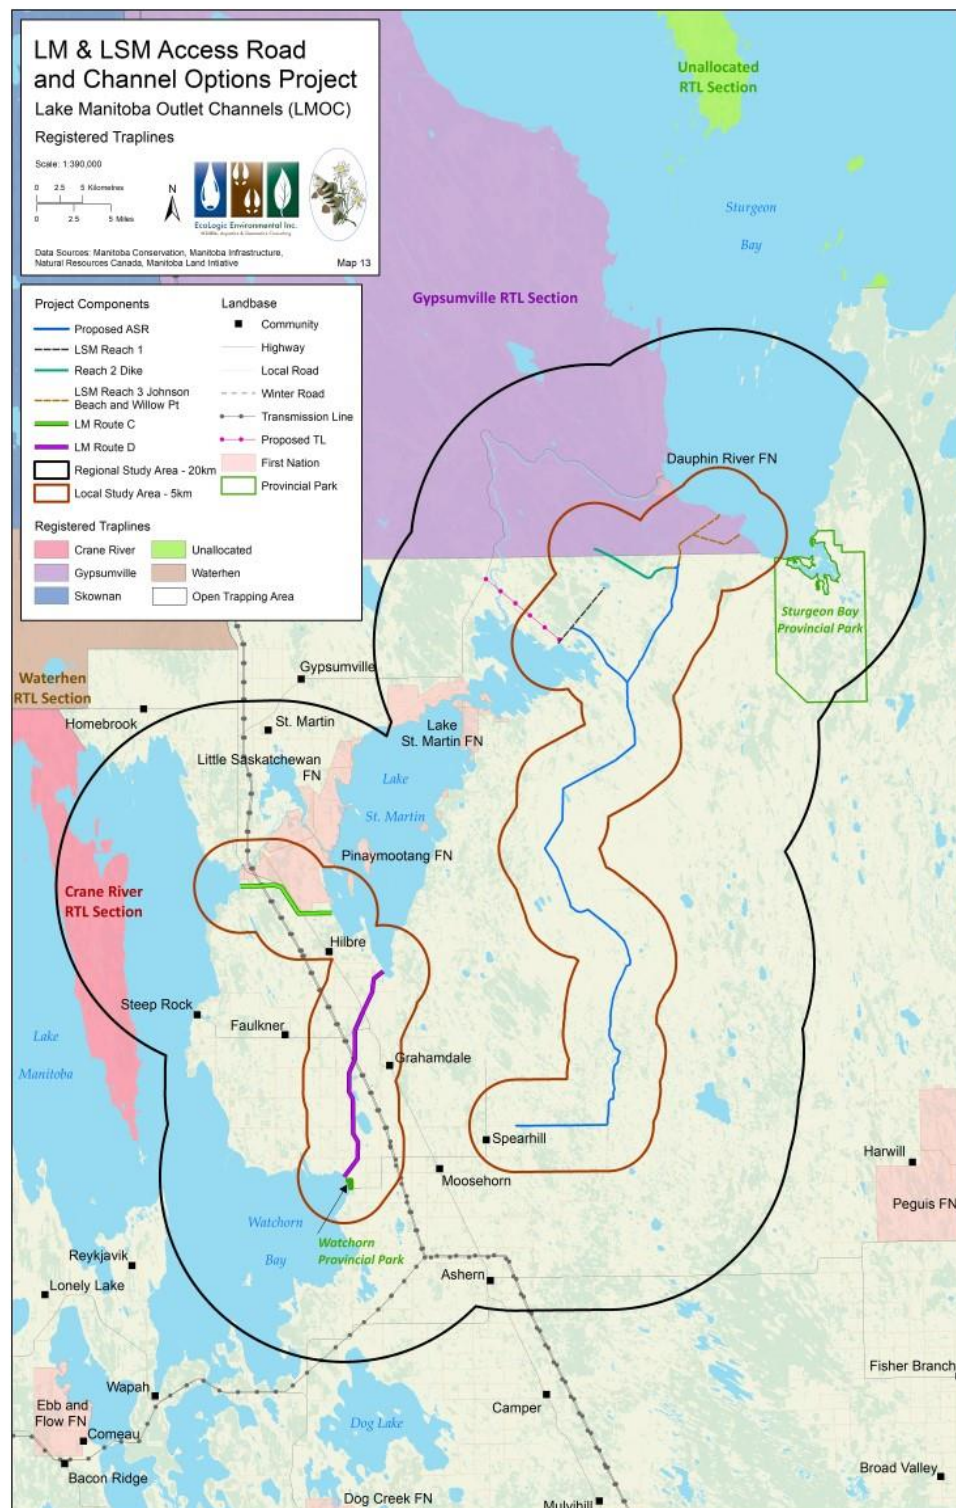 LM & LSM Access Road
and Channel Options Project
Lake Manitoba Outlet Channels (LMOC)
Registered Traplines
Scale: 1:390,000
0 2.5 5 Kilometres
0 2.5 5 Miles
N
EcoLogic Environmental Inc.
Data Sources: Manitoba Conservation, Manitoba Infrastructure,
Natural Resources Canada, Manitoba Land Intiative
Map 13
Project Components
Proposed ASR
LSM Reach 1
Reach 2 Dike
LSM Reach 3 Johnson
Beach and Willow Pt
LM Route C
LM Route D
Regional Study Area - 20km
Local Study Area - 5km
Landbase
Community
Highway
Local Road
Winter Road
Transmission Line
Proposed TL
First Nation
Provincial Park
Registered Traplines
Crane River
Gypsumville
Skownan
Unallocated
Waterhen
Open Trapping Area
Unallocated
RTL Section
Sturgeon
Bay
Gypsumville RTL Section
Dauphin River FN
Sturgeon Bay
Provincial Park
Waterhen
RTL Section
Gypsumville
Homebrook
St. Martin
Lake
St. Martin FN
Little Saskatchewan
FN
Lake
St. Martin
Pinaymootang FN
Crane River
RTL Section
Hilbre
Steep Rock
Faulkner
Lake
Manitoba
Grahamdale
Spearhill
Harwill
Moosehorn
Peguis FN
Watchorn
Bay
Watchorn
Provincial Park
Reykjavik
Lonely Lake
Ashern
Fisher Branch
Wapah
Ebb and
Flow FN
Camper
Comeau
Dog Lake
Bacon Ridge
Broad Valley
Dog Creek FN
Mulvihill